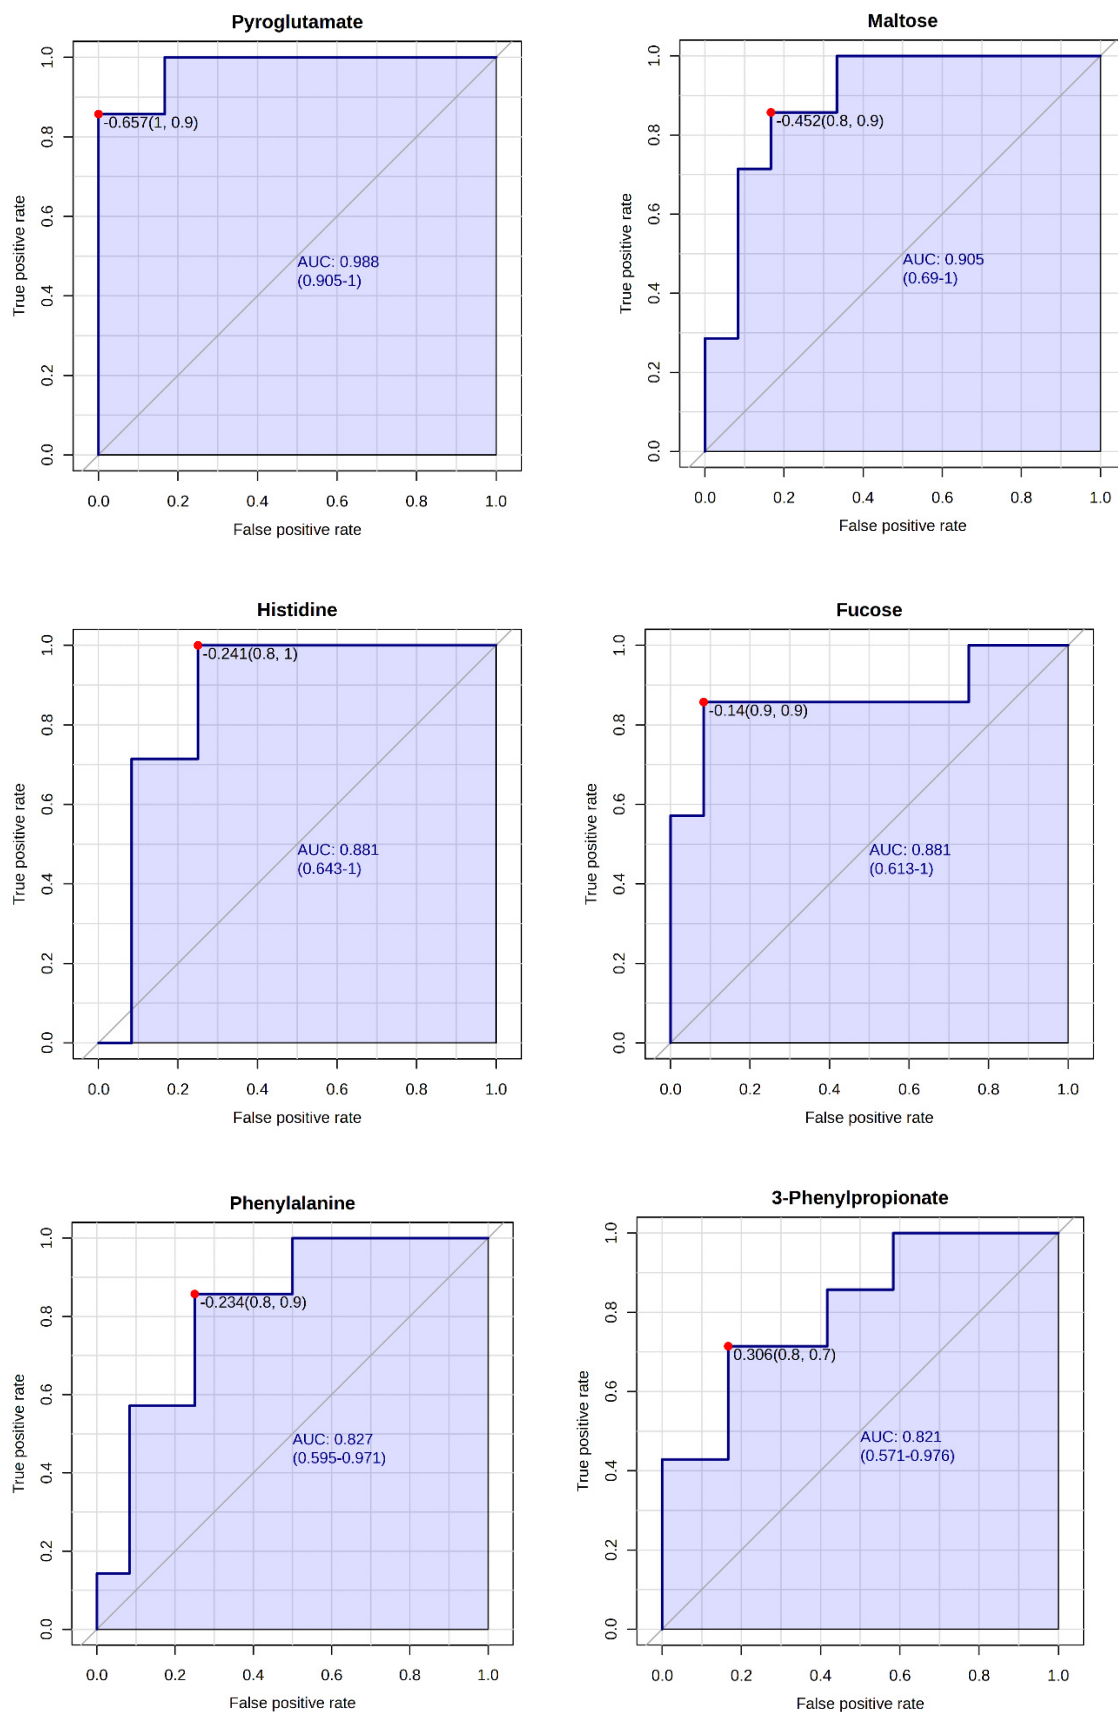 Pyroglutamate
1.0
0.8
0.6
0.4
0.2
0.0
True positive rate
-0.657(1, 0.9)
AUC: 0.988
(0.905-1)
0.0 0.2 0.4 0.6 0.8 1.0
False positive rate
Maltose
1.0
0.8
0.6
0.4
0.2
0.0
True positive rate
-0.452(0.8, 0.9)
AUC: 0.905
(0.69-1)
0.0 0.2 0.4 0.6 0.8 1.0
False positive rate
Histidine
1.0
0.8
0.6
0.4
0.2
0.0
True positive rate
-0.241(0.8, 1)
AUC: 0.881
(0.643-1)
0.0 0.2 0.4 0.6 0.8 1.0
False positive rate
Fucose
1.0
0.8
0.6
0.4
0.2
0.0
True positive rate
-0.14(0.9, 0.9)
AUC: 0.881
(0.613-1)
0.0 0.2 0.4 0.6 0.8 1.0
False positive rate
Phenylalanine
1.0
0.8
0.6
0.4
0.2
0.0
True positive rate
-0.234(0.8, 0.9)
AUC: 0.827
(0.595-0.971)
0.0 0.2 0.4 0.6 0.8 1.0
False positive rate
3-Phenylpropionate
1.0
0.8
0.6
0.4
0.2
0.0
True positive rate
0.306(0.8, 0.7)
AUC: 0.821
(0.571-0.976)
0.0 0.2 0.4 0.6 0.8 1.0
False positive rate